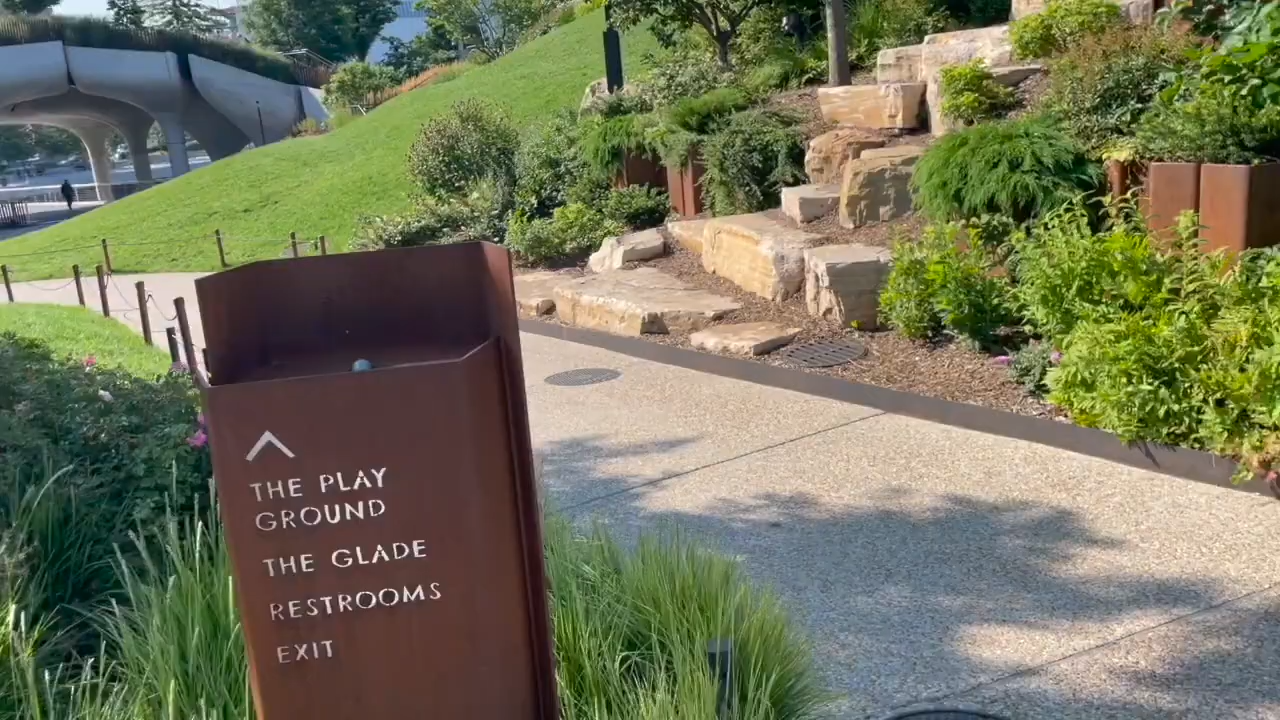 THE PLAY
GROUND
THE GLADE
RESTROOMS
EXIT